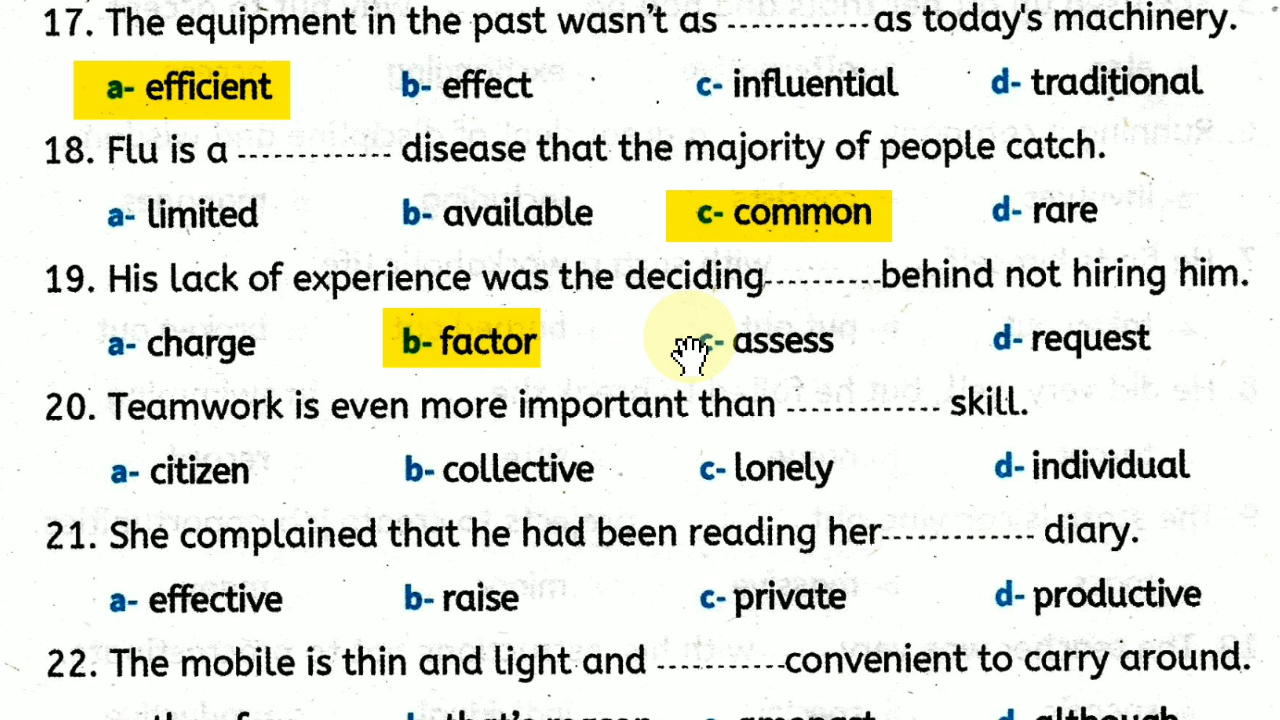 17. The equipment in the past wasn't as ------------ as today's machinery.
a- efficient b- effect c- influential d- traditional
18. Flu is a ------------- disease that the majority of people catch.
a- limited b- available c- common d- rare
19. His lack of experience was the deciding----------behind not hiring him.
a- charge b- factor c- assess d- request
20. Teamwork is even more important than ------------- skill.
a- citizen b- collective c- lonely d- individual
21. She complained that he had been reading her------------- diary.
a- effective b- raise c- private d- productive
22. The mobile is thin and light and -----------convenient to carry around.
b- that's reason c- amongst d- although